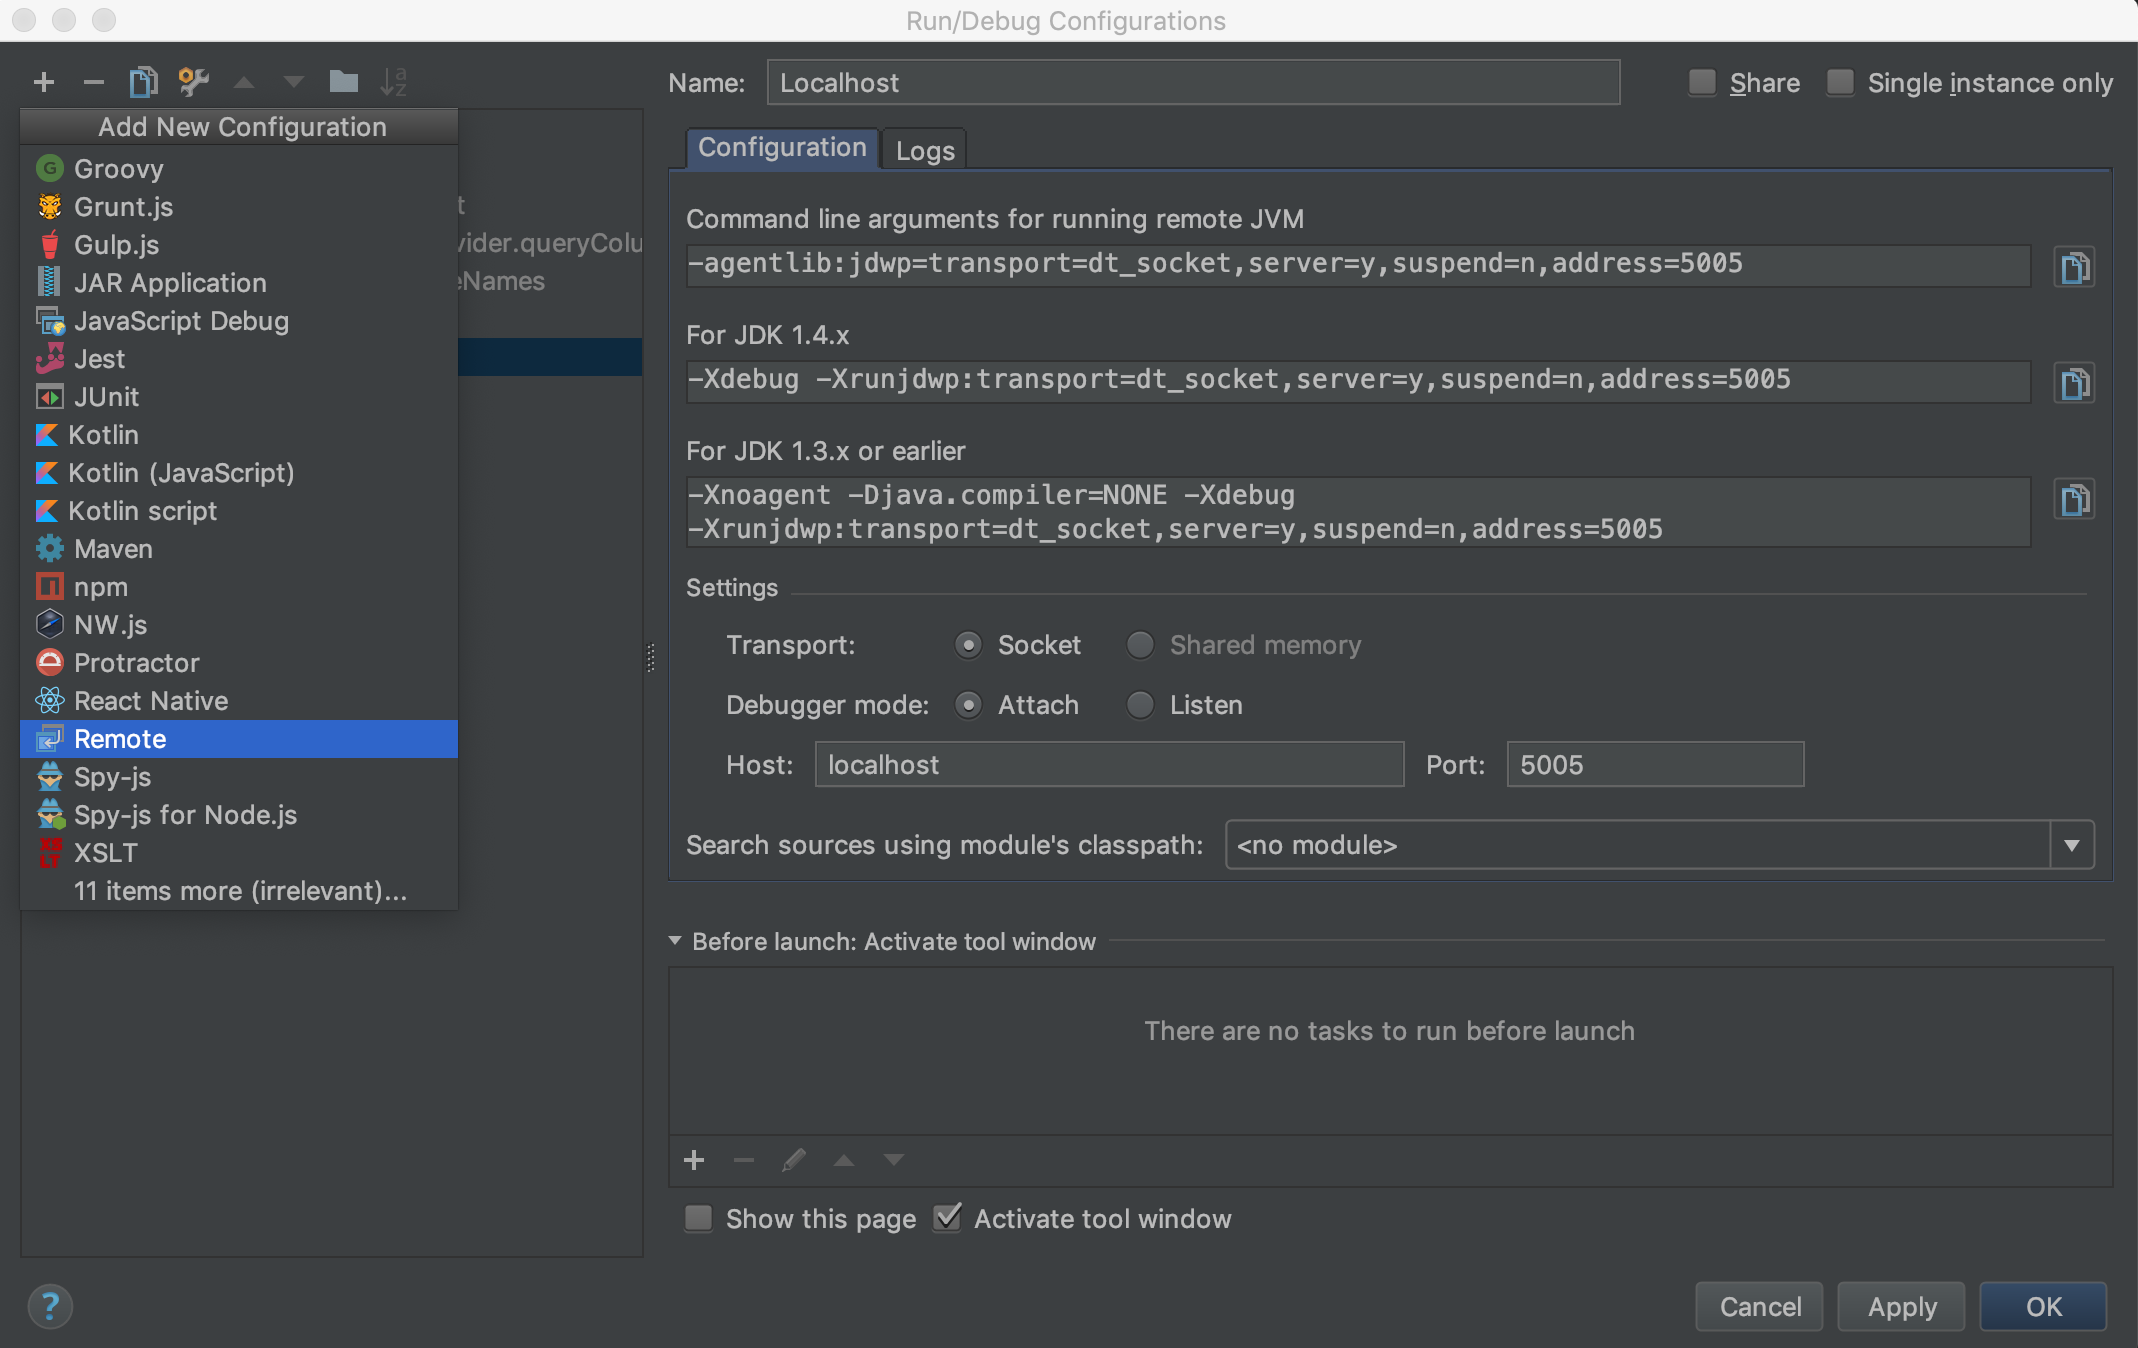 Run/Debug Configurations
Name: Localhost Share Single instance only
Add New Configuration
Groovy
Grunt.js
Gulp.js
JAR Application
JavaScript Debug
Jest
JUnit
Kotlin
Kotlin (JavaScript)
Kotlin script
Maven
npm
NW.js
Protractor
React Native
Remote
Spy-js
Spy-js for Node.js
XSLT
11 items more (irrelevant)...
t
vider.queryColu
eNames
Configuration Logs
Command line arguments for running remote JVM
-agentlib:jdwp=transport=dt_socket,server=y,suspend=n,address=5005
For JDK 1.4.x
-Xdebug -Xrunjdwp:transport=dt_socket,server=y,suspend=n,address=5005
For JDK 1.3.x or earlier
-Xnoagent -Djava.compiler=NONE -Xdebug
-Xrunjdwp:transport=dt_socket,server=y,suspend=n,address=5005
Settings
Transport: Socket Shared memory
Debugger mode: Attach Listen
Host: localhost Port: 5005
Search sources using module's classpath: <no module>
Before launch: Activate tool window
There are no tasks to run before launch
Show this page Activate tool window
? Cancel Apply OK